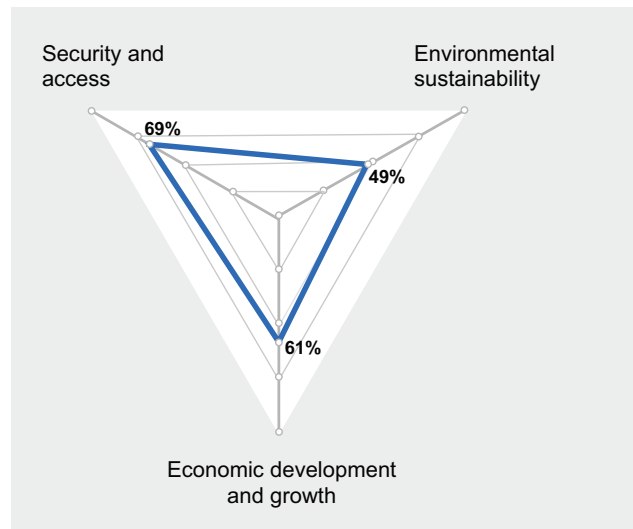 Security and
access
Environmental
sustainability
69%
49%
61%
Economic development
and growth